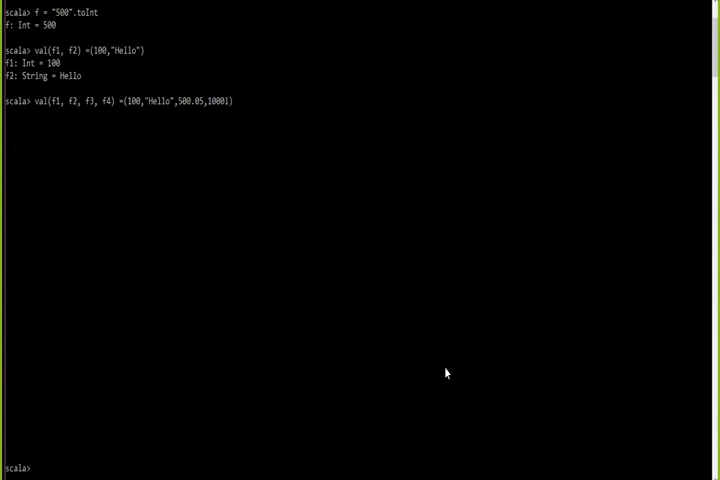 scala> f = "500".toInt
f: Int = 500
scala> val(f1, f2) =(100,"Hello")
f1: Int = 100
f2: String = Hello
scala> val(f1, f2, f3, f4) =(100,"Hello",500.05,1000l)
scala>